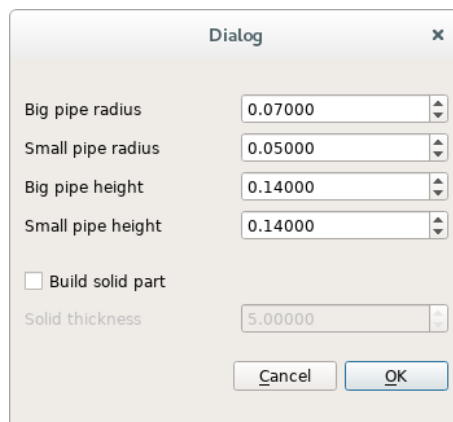 Dialog ×
Big pipe radius 0.07000
Small pipe radius 0.05000
Big pipe height 0.14000
Small pipe height 0.14000
Build solid part
Solid thickness 5.00000
Cancel OK